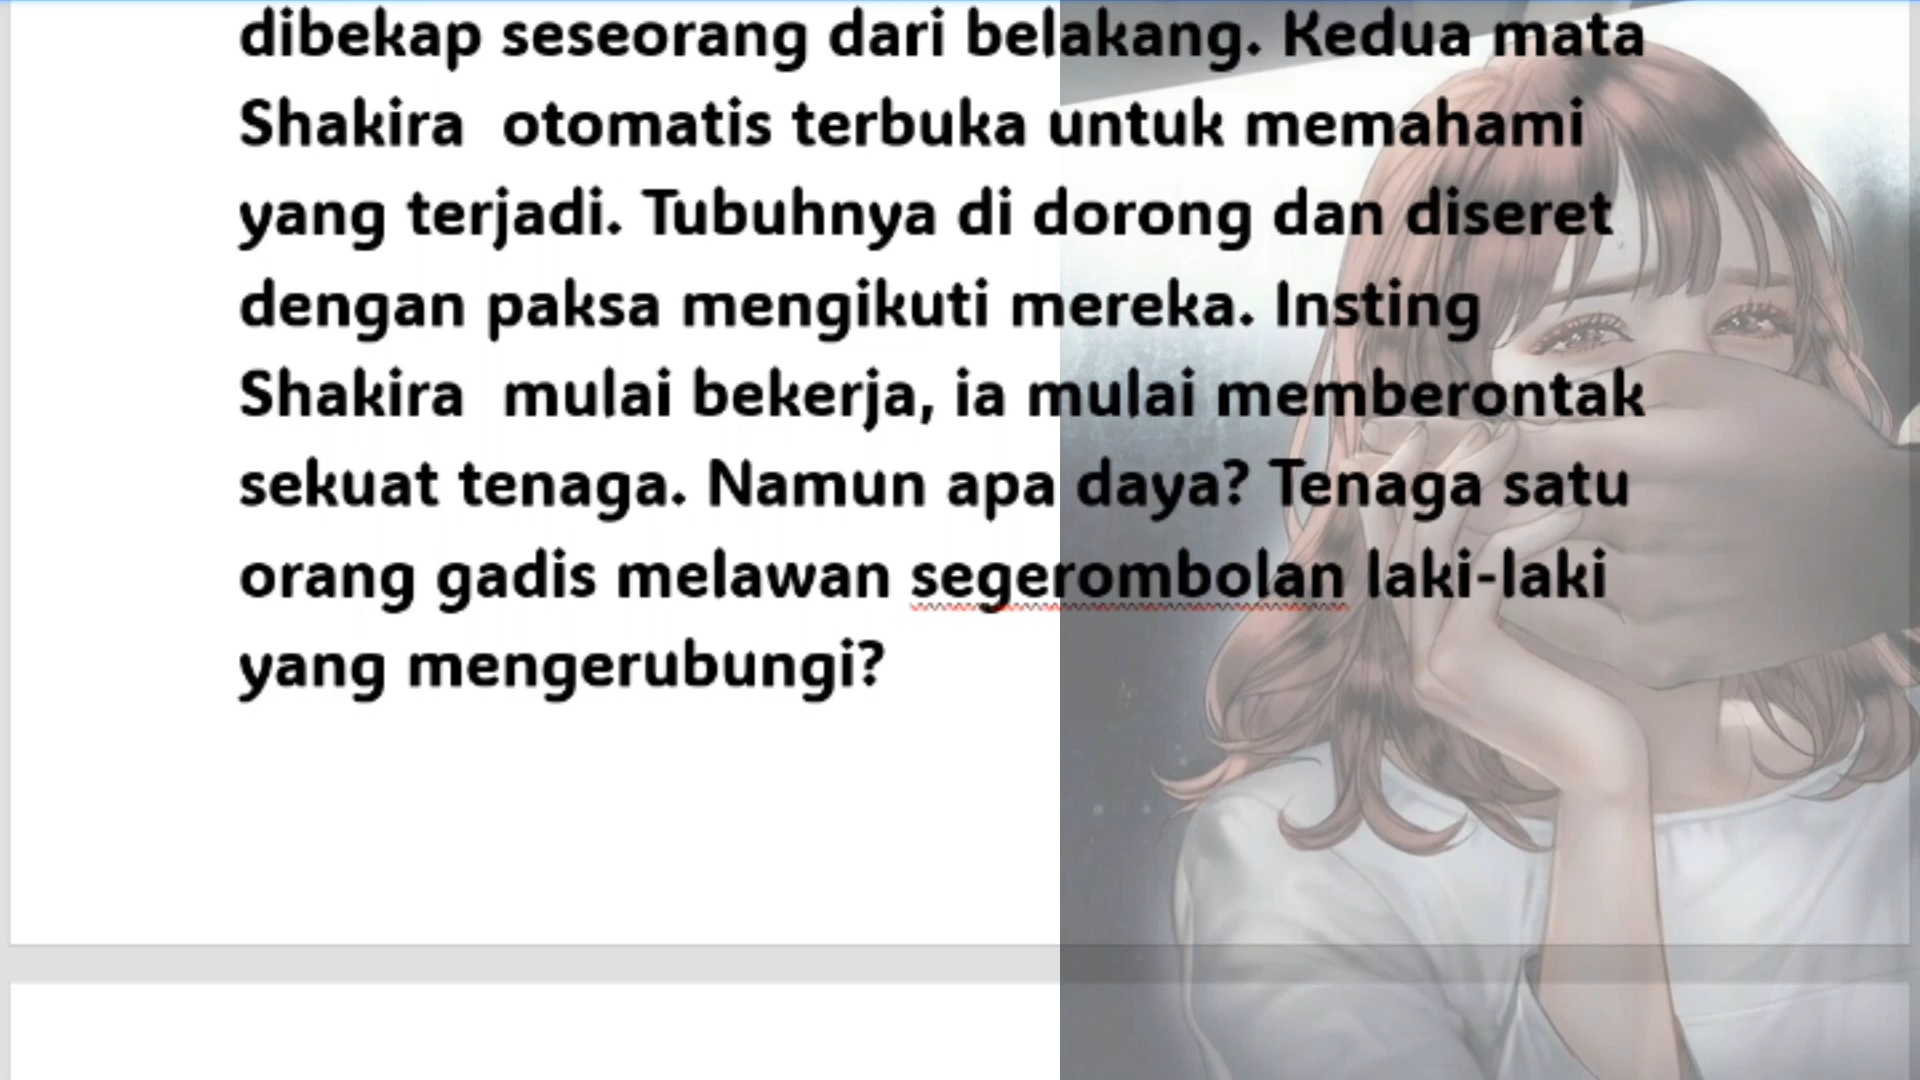 dibekap seseorang dari belakang. Kedua mata
Shakira  otomatis terbuka untuk memahami
yang terjadi. Tubuhnya di dorong dan diseret
dengan paksa mengikuti mereka. Insting
Shakira  mulai bekerja, ia mulai memberontak
sekuat tenaga. Namun apa daya? Tenaga satu
orang gadis melawan segerombolan laki-laki
yang mengerubungi?